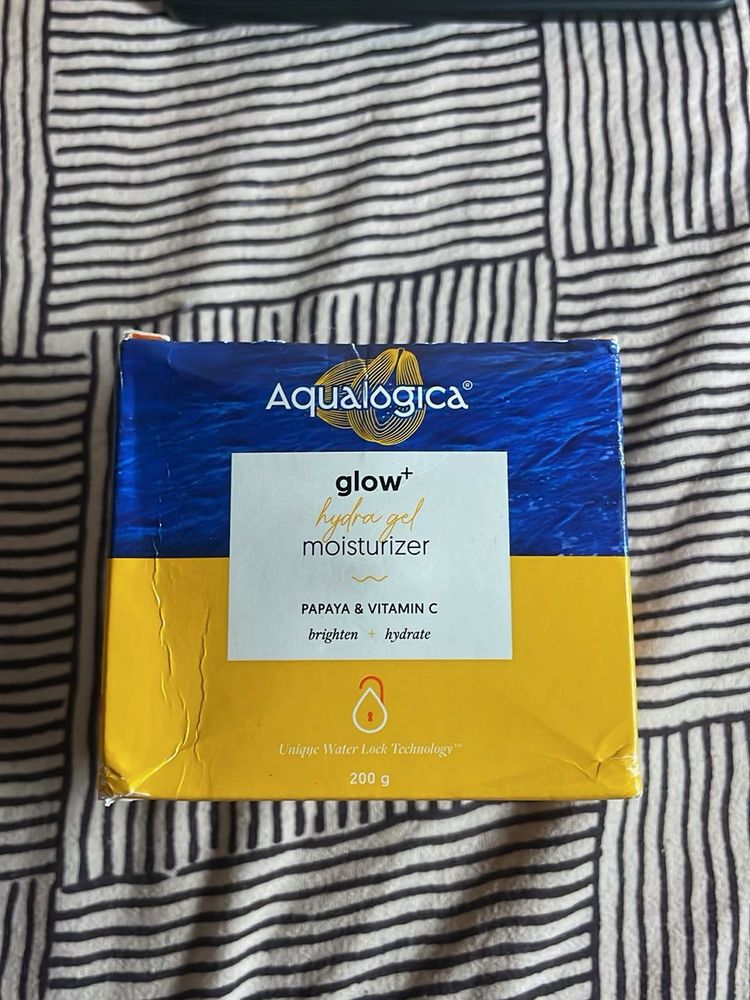 Aqualogica®
glow+
hydra gel
moisturizer
PAPAYA & VITAMIN C
brighten + hydrate
Unique Water Lock Technology™
200 g